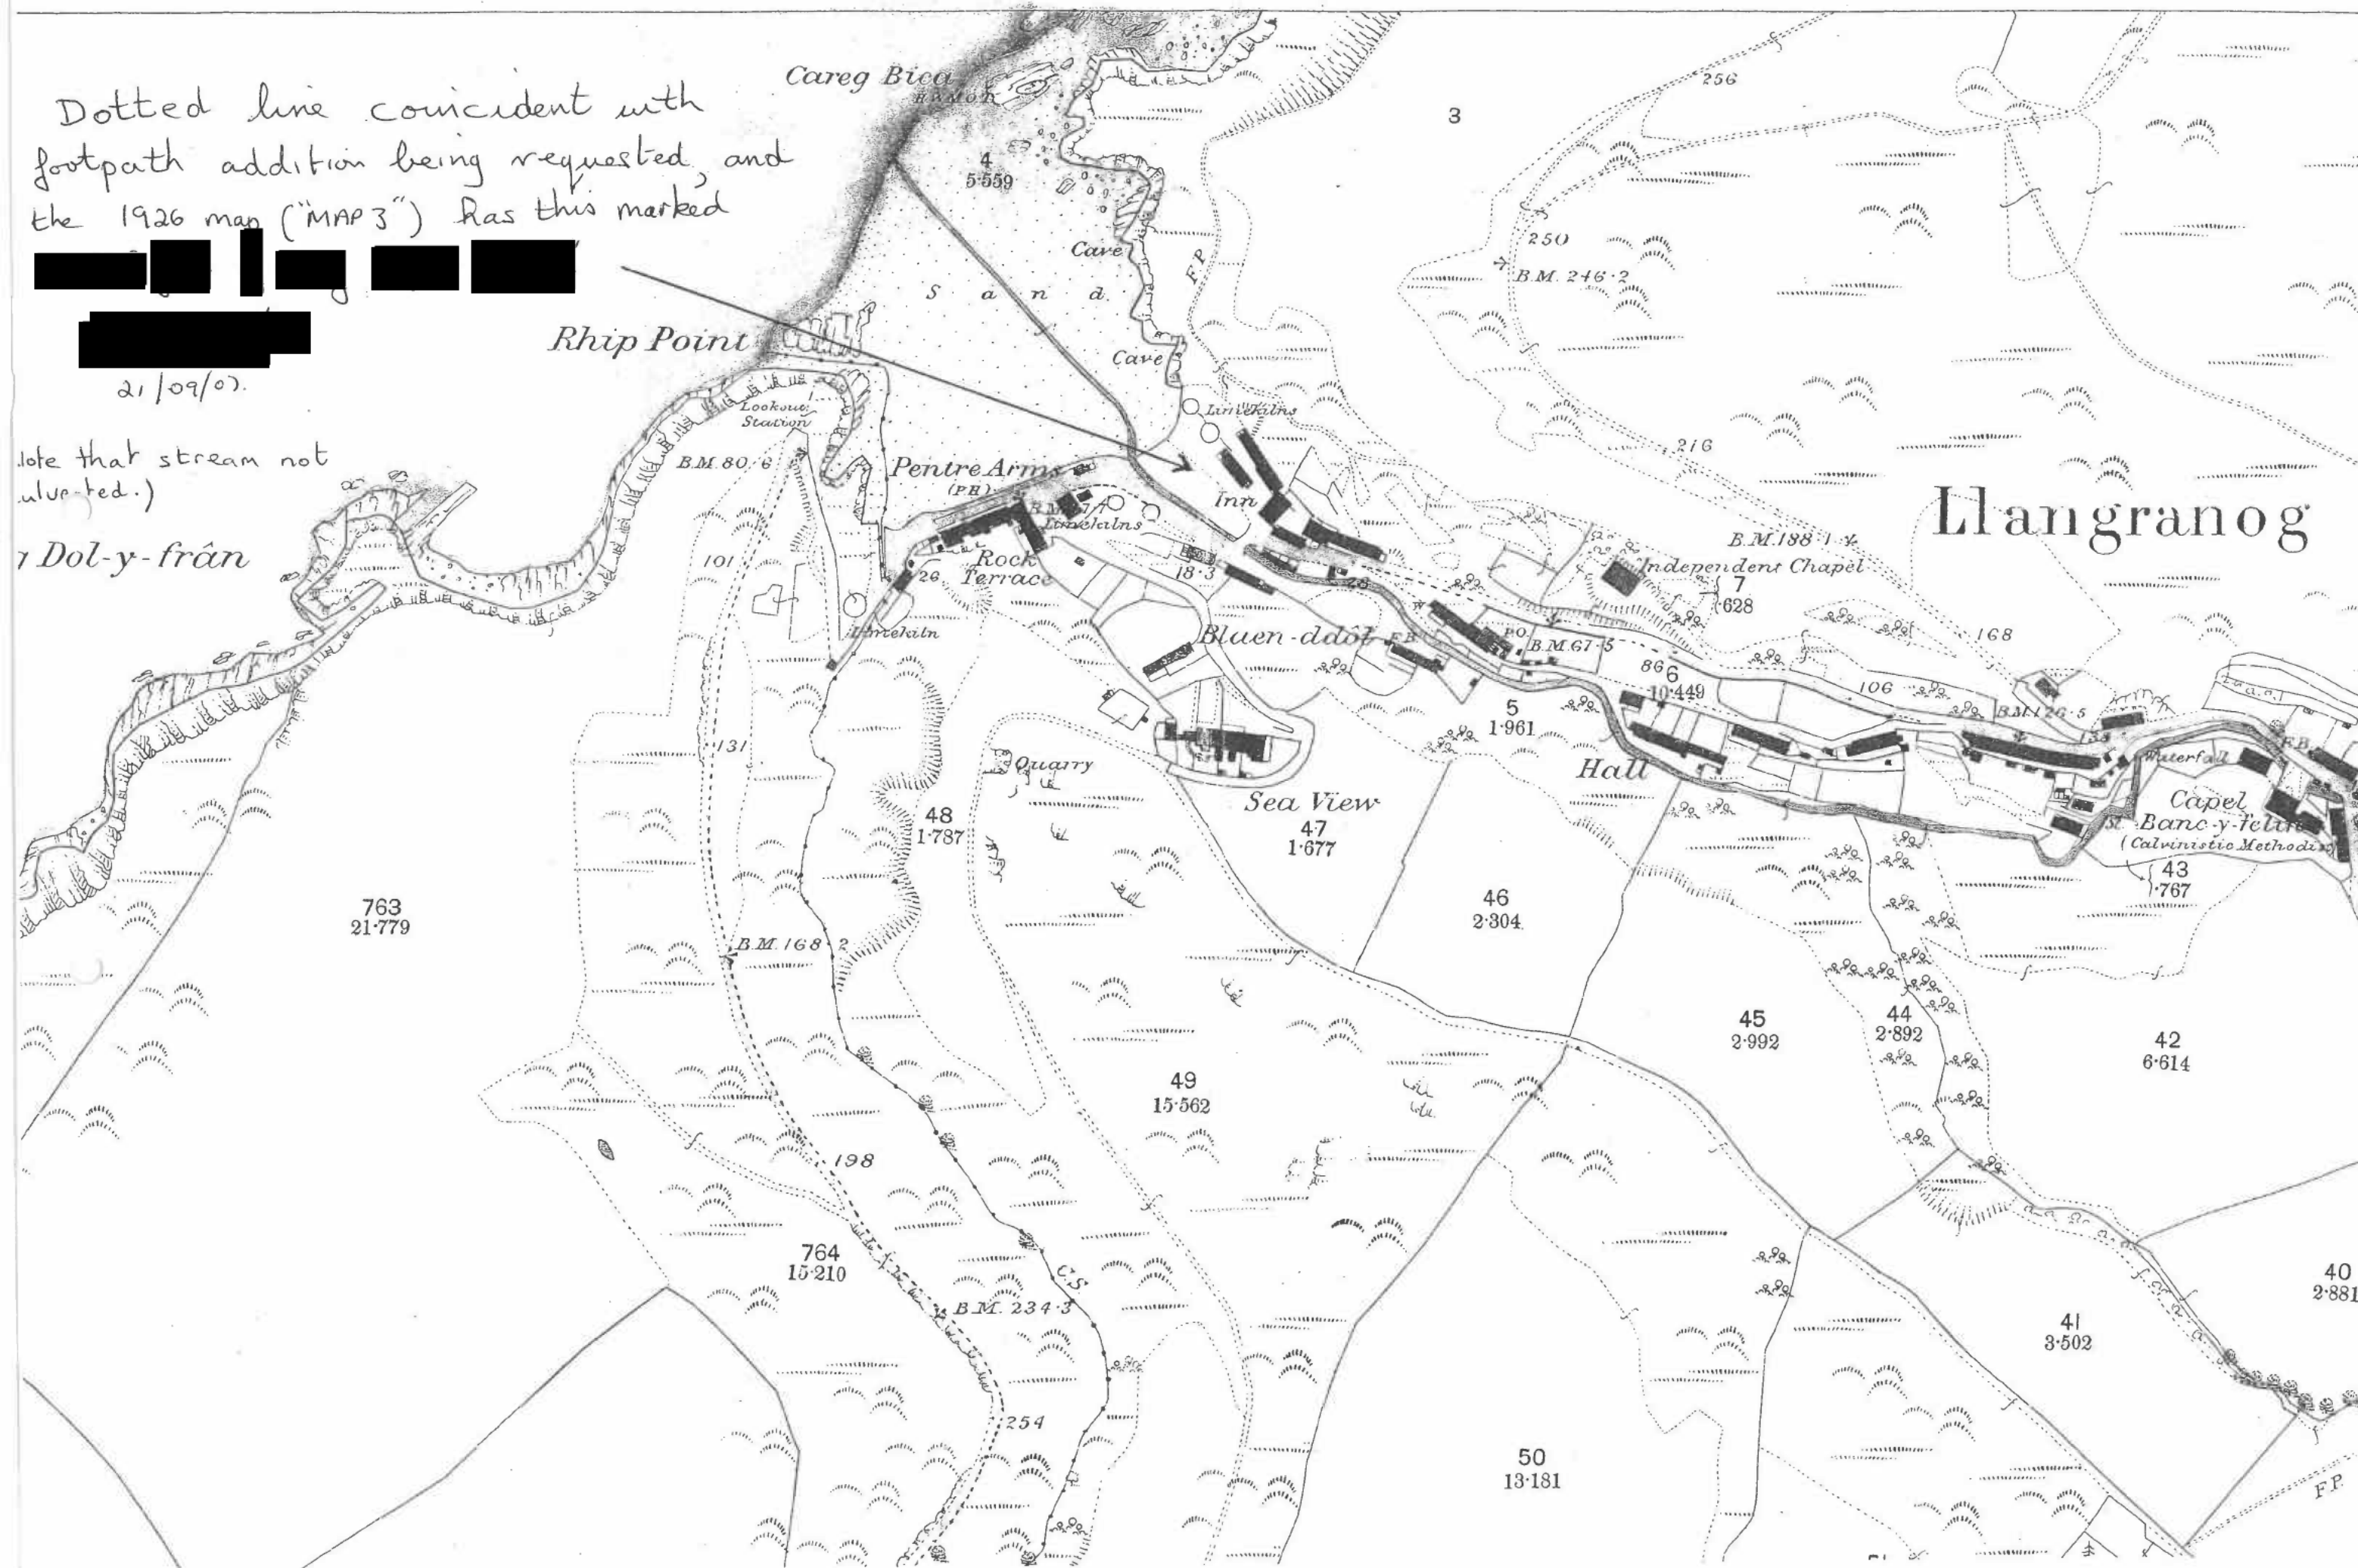 Dotted line coincident with
footpath addition being requested, and
the 1926 map ("MAP 3") has this marked
21/09/07.
that stream not
Dol-y-frân
Careg Bica
4
5·559
Sand
Cave
Cave
F.P.
Rhip Point
Lookout
Station
B.M. 80·6
Limekilns
Pentre Arms
(P.H.)
Inn
Limekilns
Rock
Terrace
26
18·3
Limekiln
101
131
3
256
250
B.M. 246·2
216
Llangranog
B.M. 188·1
Independent Chapel
7
·628
168
Blaen-ddôl
F.B.
P.O.
B.M. 67·5
86
6
10·449
106
B.M. 126·5
5
1·961
Hall
Waterfall
F.B.
Capel
Banc-y-felin
(Calvinistic Methodist)
43
·767
Quarry
Sea View
47
1·677
48
1·787
46
2·304
763
21·779
B.M. 168·2
45
2·992
44
2·892
42
6·614
49
15·562
198
764
15·210
C.S.
B.M. 234·3
254
40
2·881
41
3·502
50
13·181
F.P.